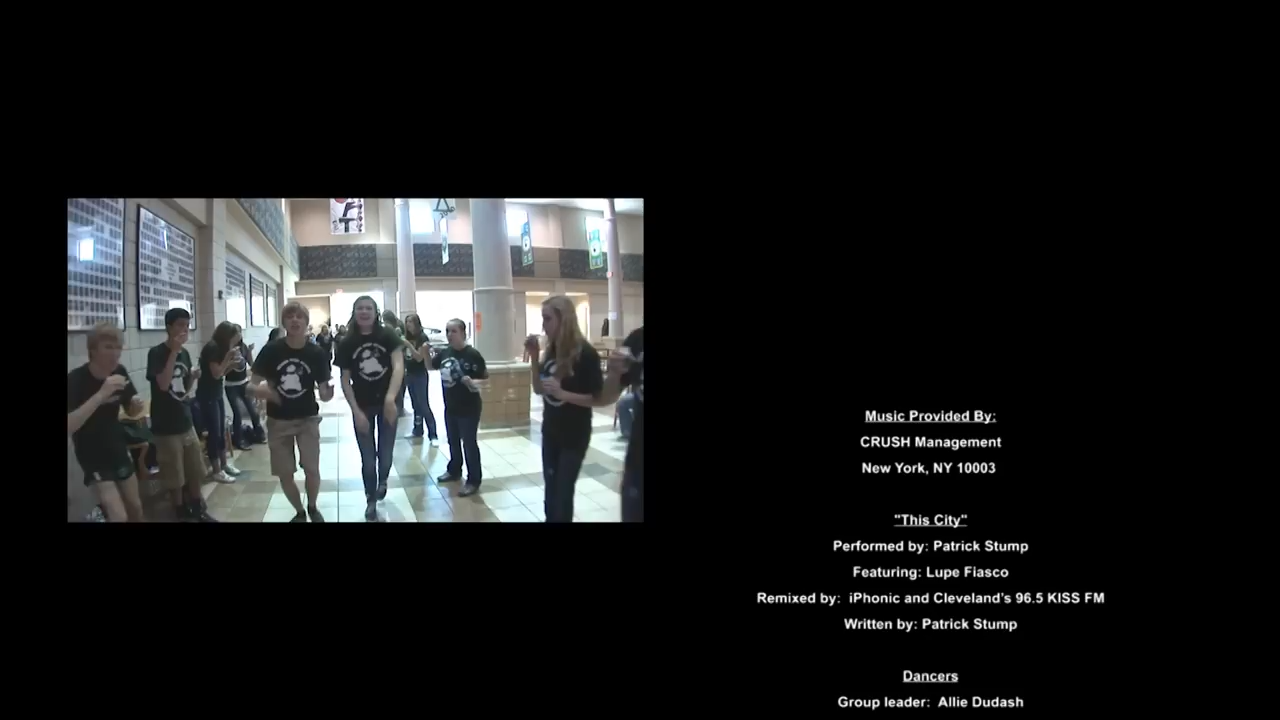 Music Provided By:
CRUSH Management
New York, NY 10003
"This City"
Performed by: Patrick Stump
Featuring: Lupe Fiasco
Remixed by:  iPhonic and Cleveland's 96.5 KISS FM
Written by: Patrick Stump
Dancers
Group leader:  Allie Dudash